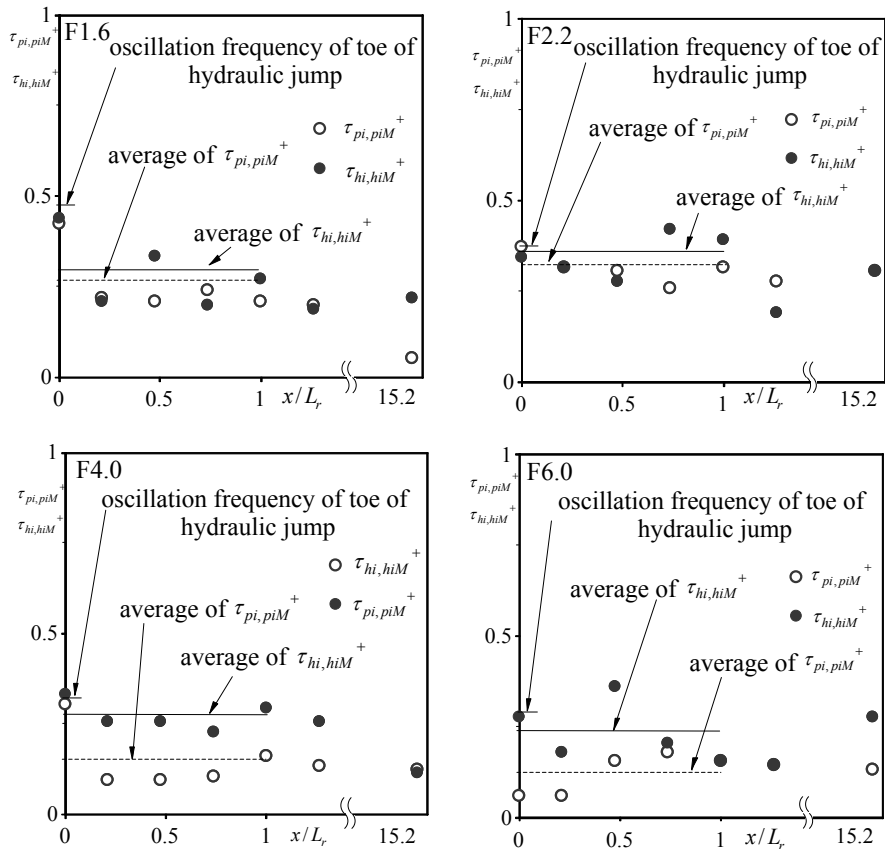 1
F1.6
τpi,piM+
τhi,hiM+
oscillation frequency of toe of
hydraulic jump
τpi,piM+
τhi,hiM+
average of τpi,piM+
average of τhi,hiM+
0.5
0
0
0.5
1
x/Lr
15.2
1
F2.2
τpi,piM+
τhi,hiM+
oscillation frequency of toe of
hydraulic jump
average of τpi,piM+
τpi,piM+
τhi,hiM+
average of τhi,hiM+
0.5
0
0
0.5
1
x/Lr
15.2
1
F4.0
τpi,piM+
τhi,hiM+
oscillation frequency of toe of
hydraulic jump
τhi,hiM+
τpi,piM+
average of τpi,piM+
average of τhi,hiM+
0.5
0
0
0.5
1
x/Lr
15.2
1
F6.0
τpi,piM+
τhi,hiM+
oscillation frequency of toe of
hydraulic jump
average of τhi,hiM+
τpi,piM+
τhi,hiM+
average of τpi,piM+
0.5
0
0
0.5
1
x/Lr
15.2